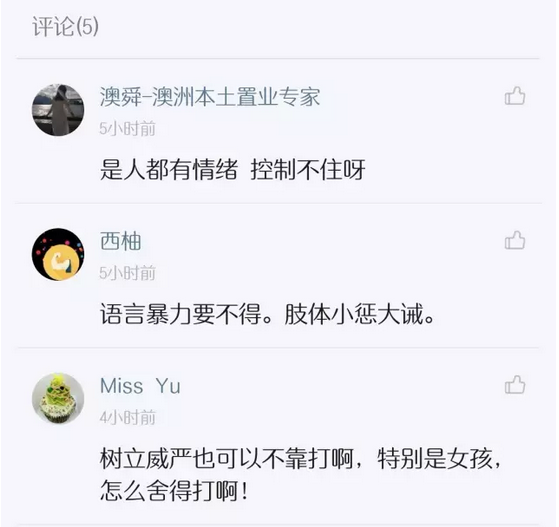 评论(5)
澳舜-澳洲本土置业专家
5小时前
是人都有情绪 控制不住呀
西柚
5小时前
语言暴力要不得。肢体小惩大诫。
Miss Yu
4小时前
树立威严也可以不靠打啊，特别是女孩，
怎么舍得打啊！